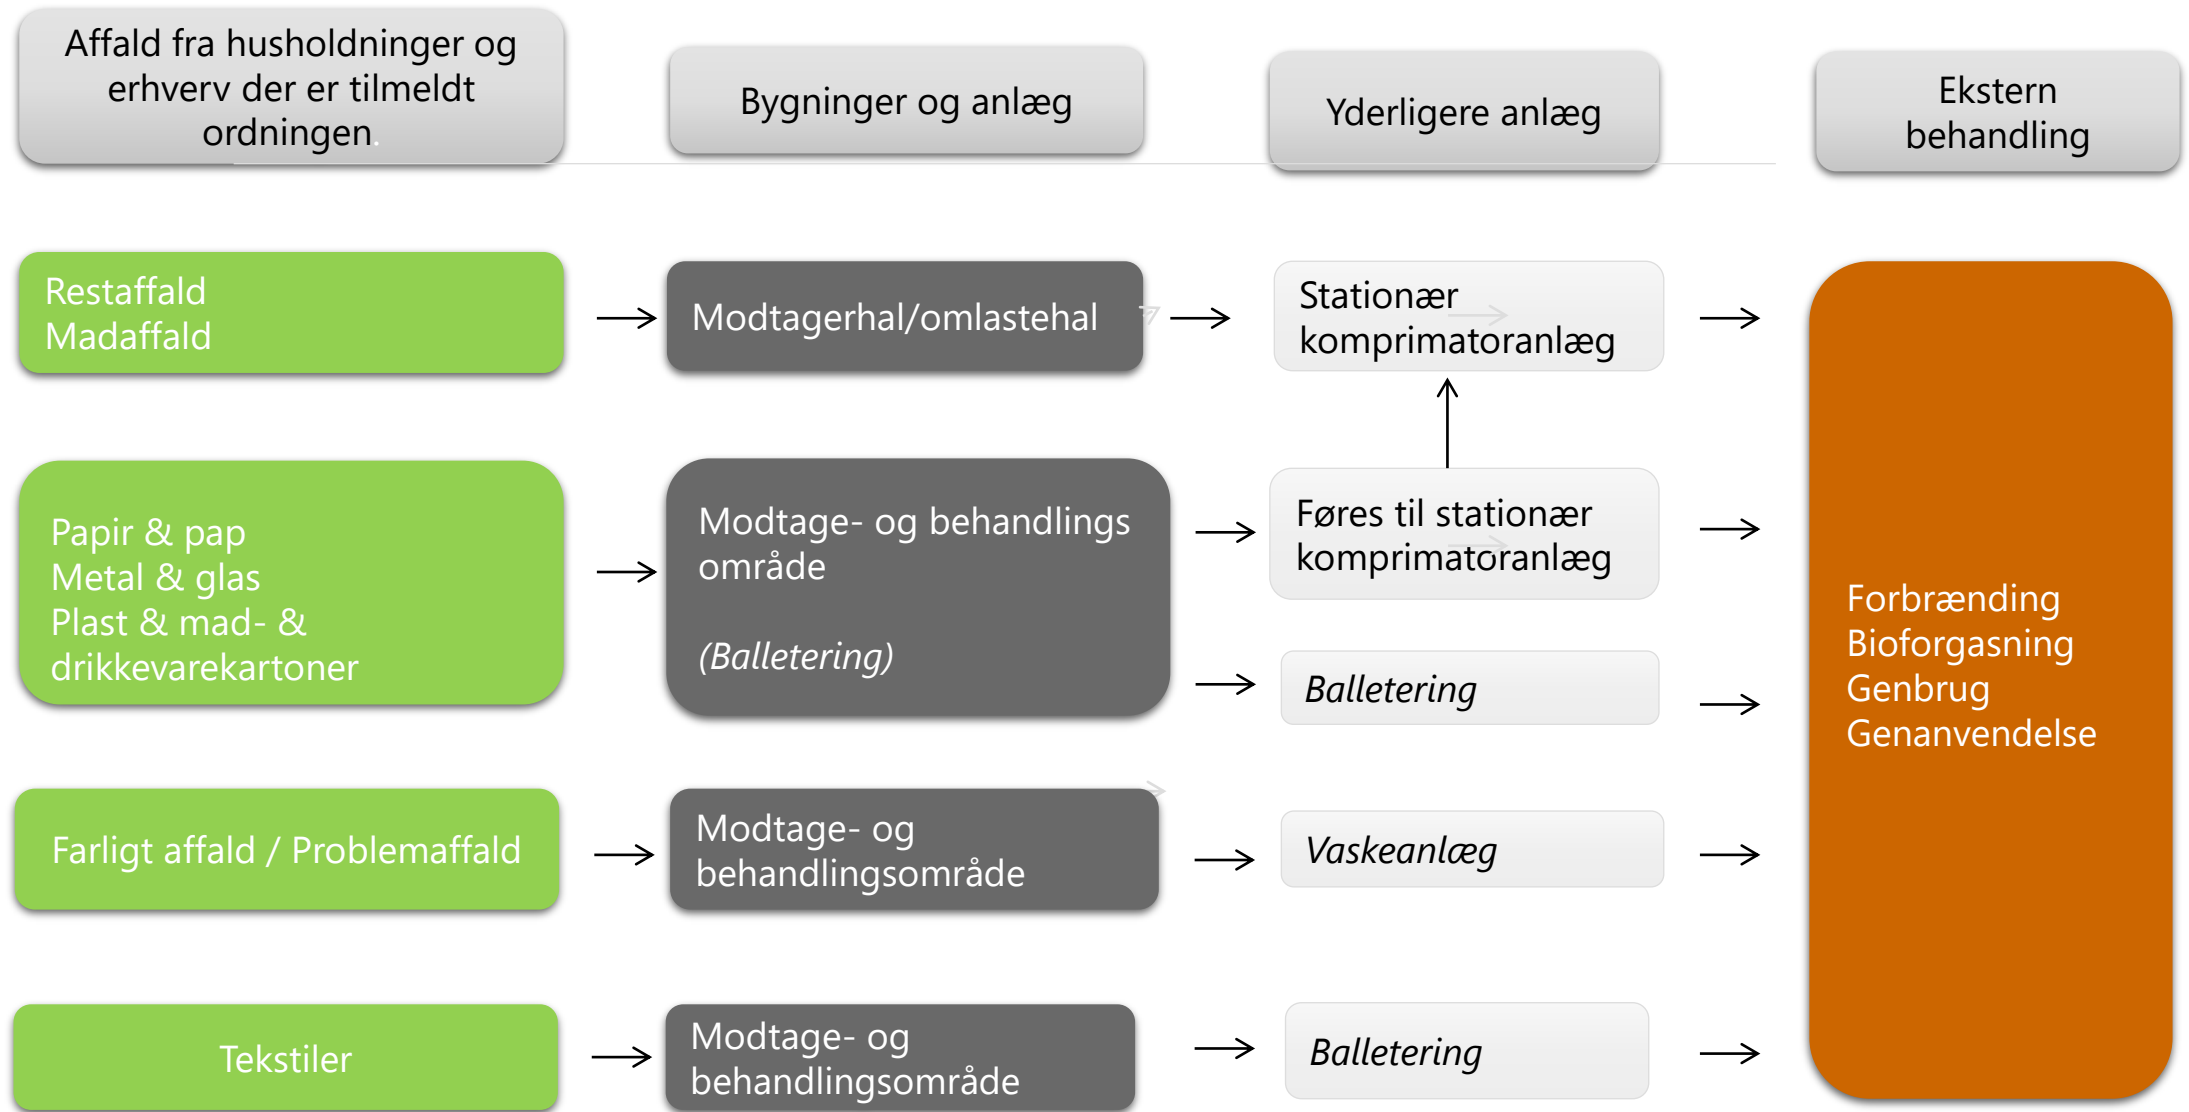 Affald fra husholdninger og
erhverv der er tilmeldt
ordningen.
Bygninger og anlæg
Yderligere anlæg
Ekstern
behandling
Restaffald
Madaffald
Modtagerhal/omlastehal
Stationær
komprimatoranlæg
Papir & pap
Metal & glas
Plast & mad- &
drikkevarekartoner
Modtage- og behandlings
område
(Balletering)
Føres til stationær
komprimatoranlæg
Balletering
Forbrænding
Bioforgasning
Genbrug
Genanvendelse
Farligt affald / Problemaffald
Modtage- og
behandlingsområde
Vaskeanlæg
Tekstiler
Modtage- og
behandlingsområde
Balletering